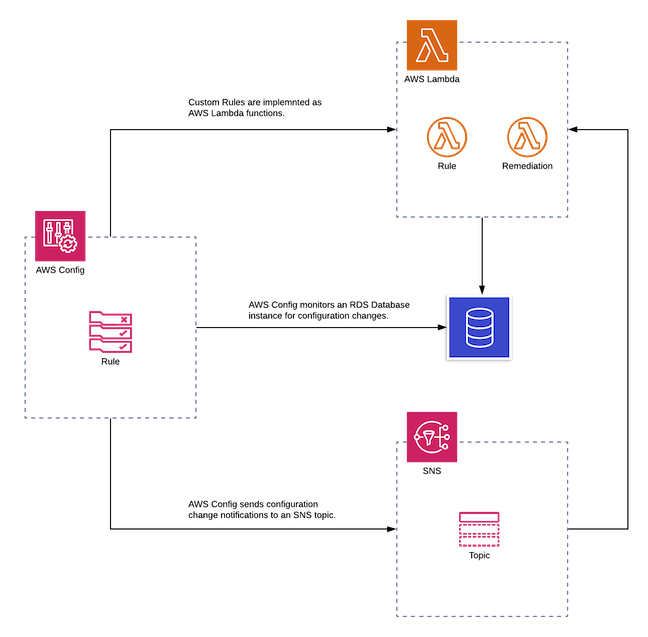 AWS Lambda
Custom Rules are implemnted as
AWS Lambda functions.
Rule
Remediation
AWS Config
AWS Config monitors an RDS Database
instance for configuration changes.
Rule
SNS
AWS Config sends configuration
change notifications to an SNS topic.
Topic